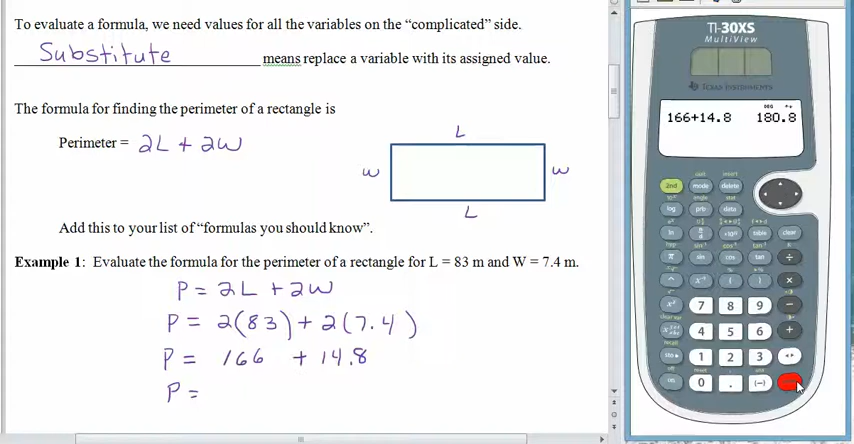 To evaluate a formula, we need values for all the variables on the “complicated” side.
Substitute means replace a variable with its assigned value.
The formula for finding the perimeter of a rectangle is
Perimeter = 2L + 2W
L
W
W
L
Add this to your list of “formulas you should know”.
Example 1: Evaluate the formula for the perimeter of a rectangle for L = 83 m and W = 7.4 m.
P = 2L + 2W
P = 2(83) + 2(7.4)
P = 166 + 14.8
P =
TI-30XS
MultiView
TEXAS INSTRUMENTS
DEG
166+14.8 180.8
2nd mode delete
log prb data
ln table clear
π sin cos tan ÷
^ ( ) ×
7 8 9 −
4 5 6 +
sto 1 2 3
on 0 . (−)